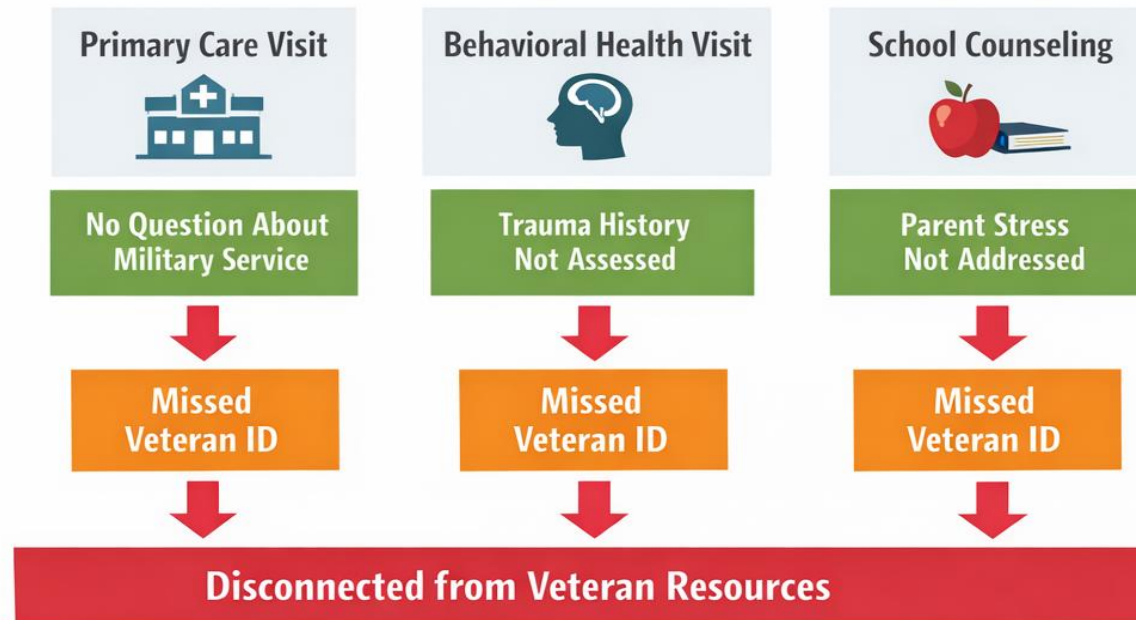 Primary Care Visit
Behavioral Health Visit
School Counseling
No Question About
Military Service
Trauma History
Not Assessed
Parent Stress
Not Addressed
Missed
Veteran ID
Missed
Veteran ID
Missed
Veteran ID
Disconnected from Veteran Resources